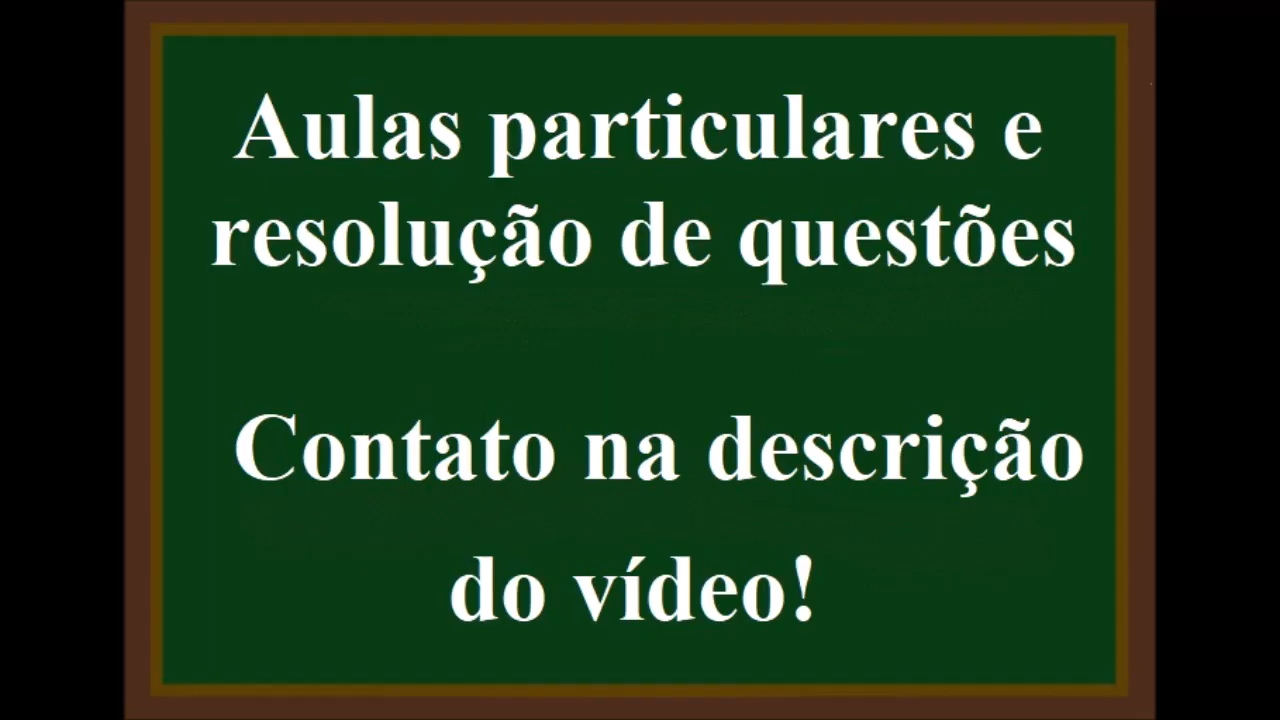 Aulas particulares e
resolução de questões
Contato na descrição
do vídeo!